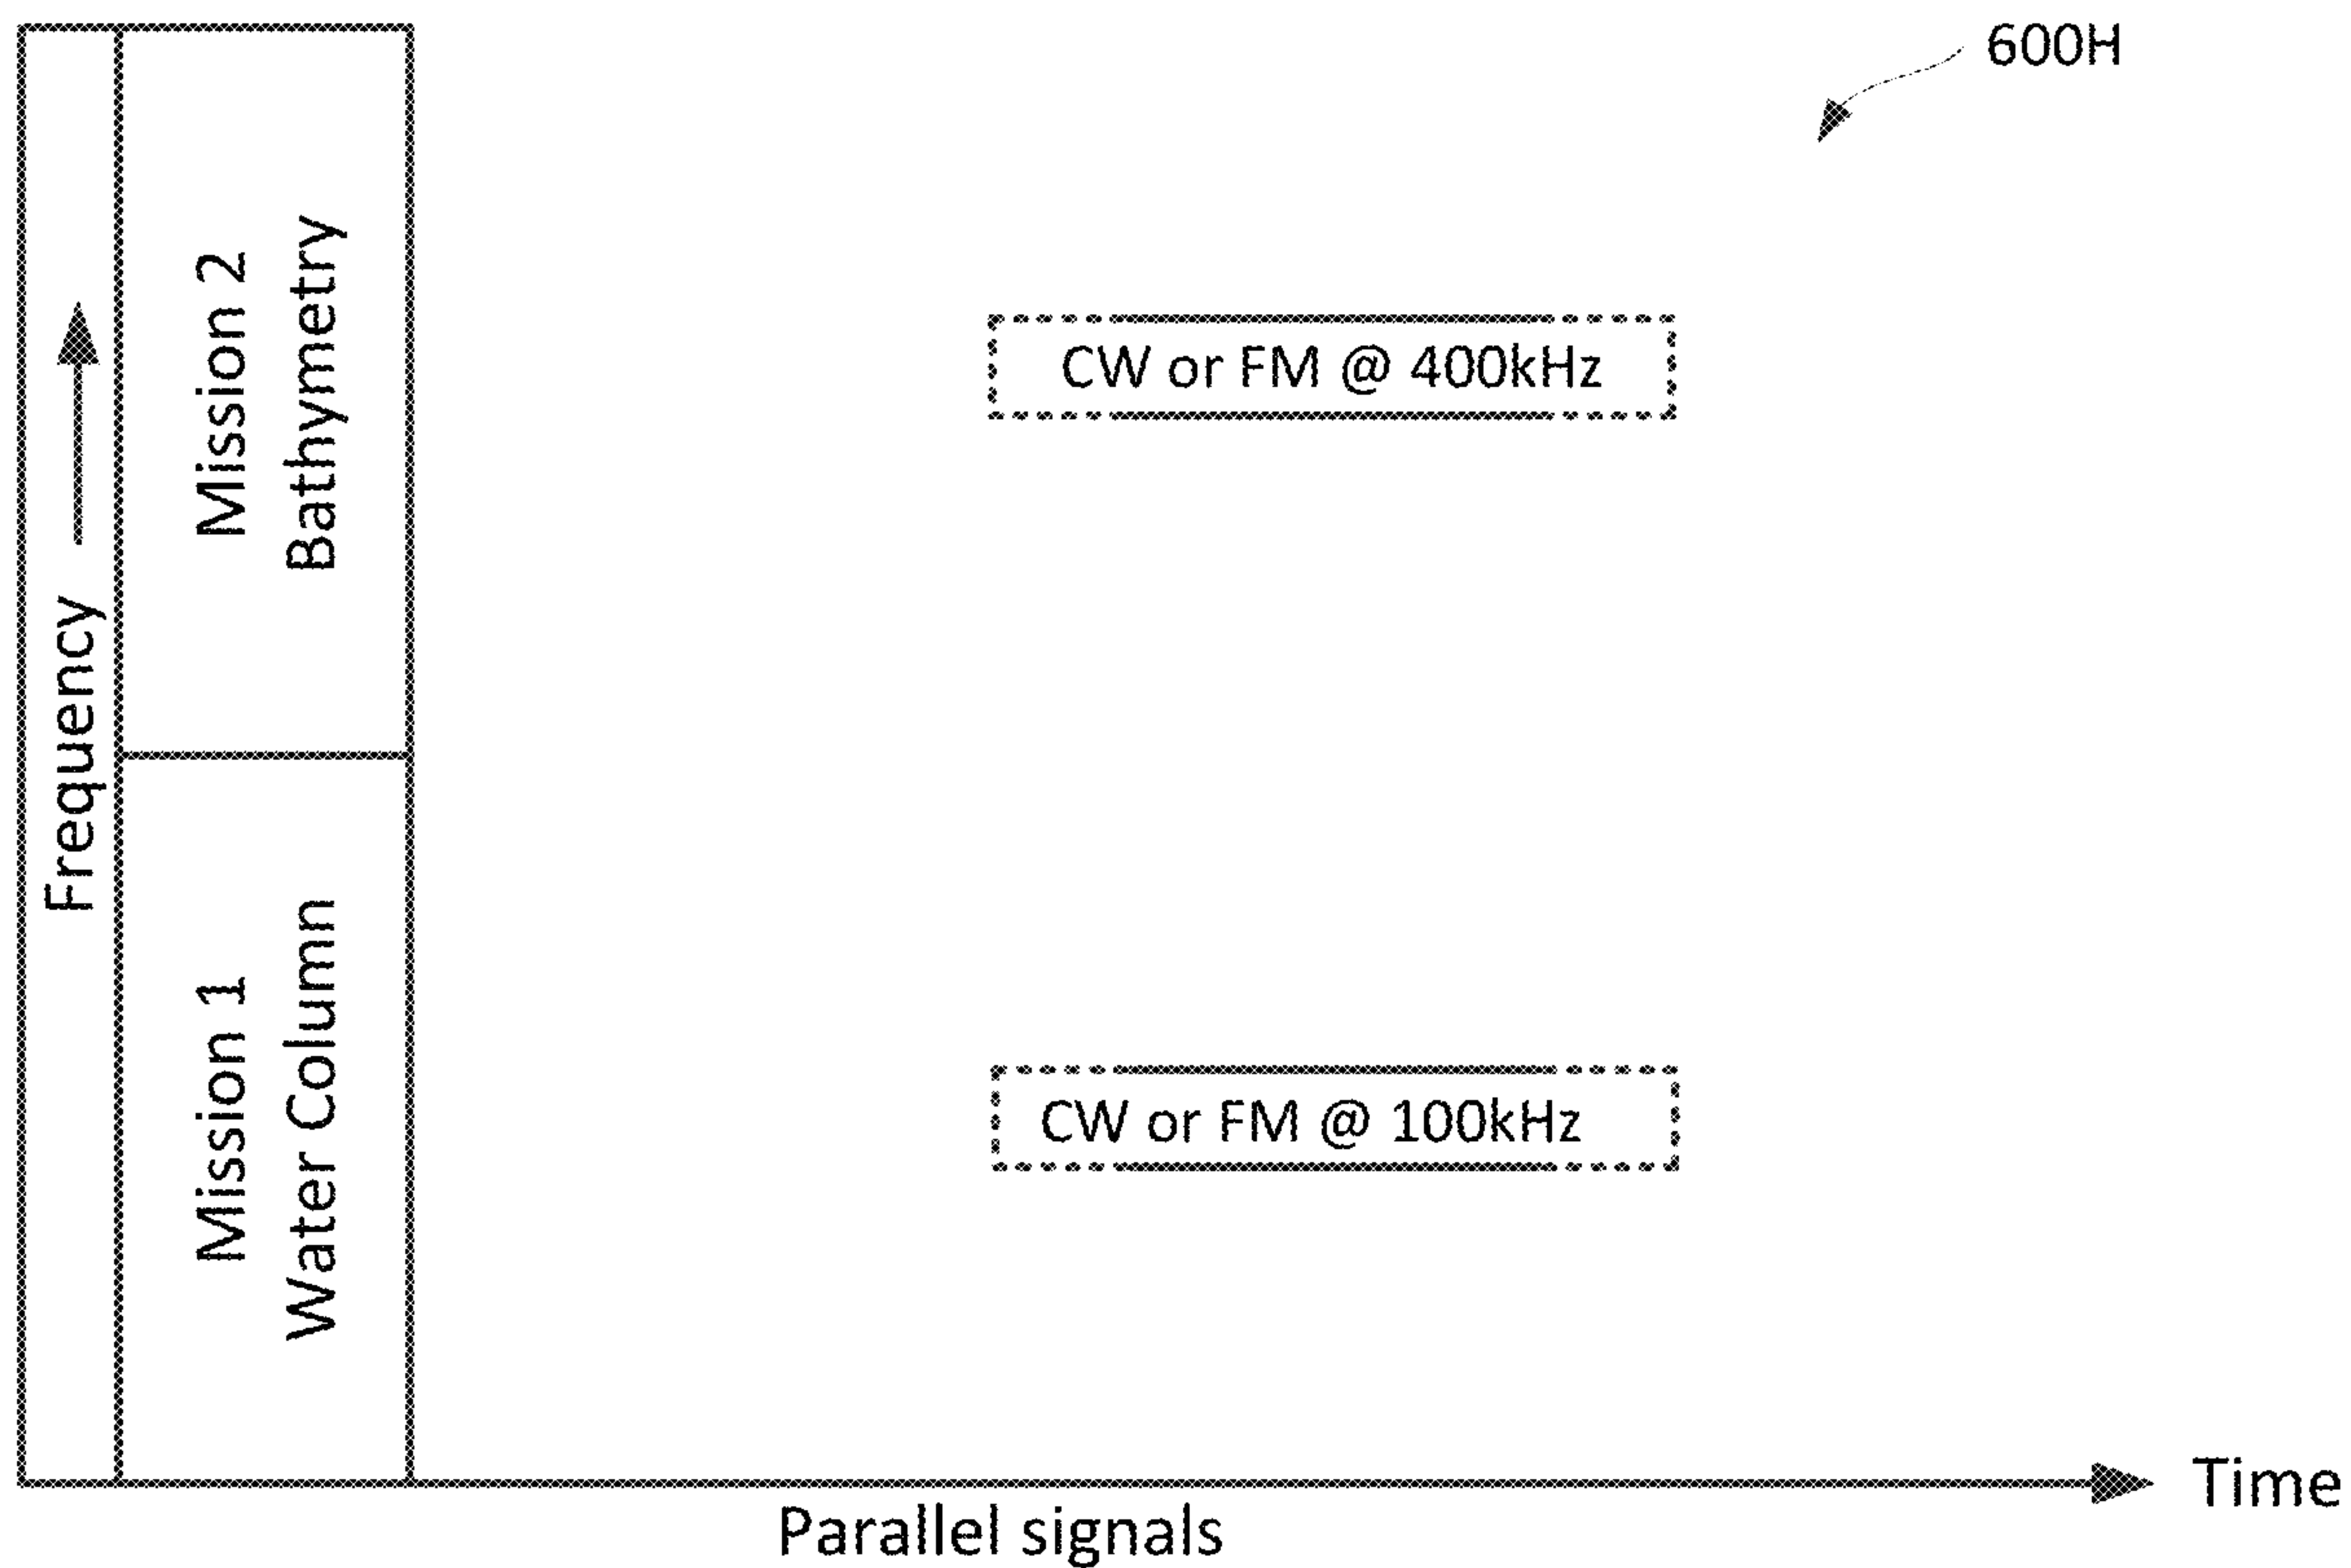 600H
Frequency
Mission 2
Bathymetry
CW or FM @ 400kHz
Mission 1
Water Column
CW or FM @ 100kHz
Time
Parallel signals